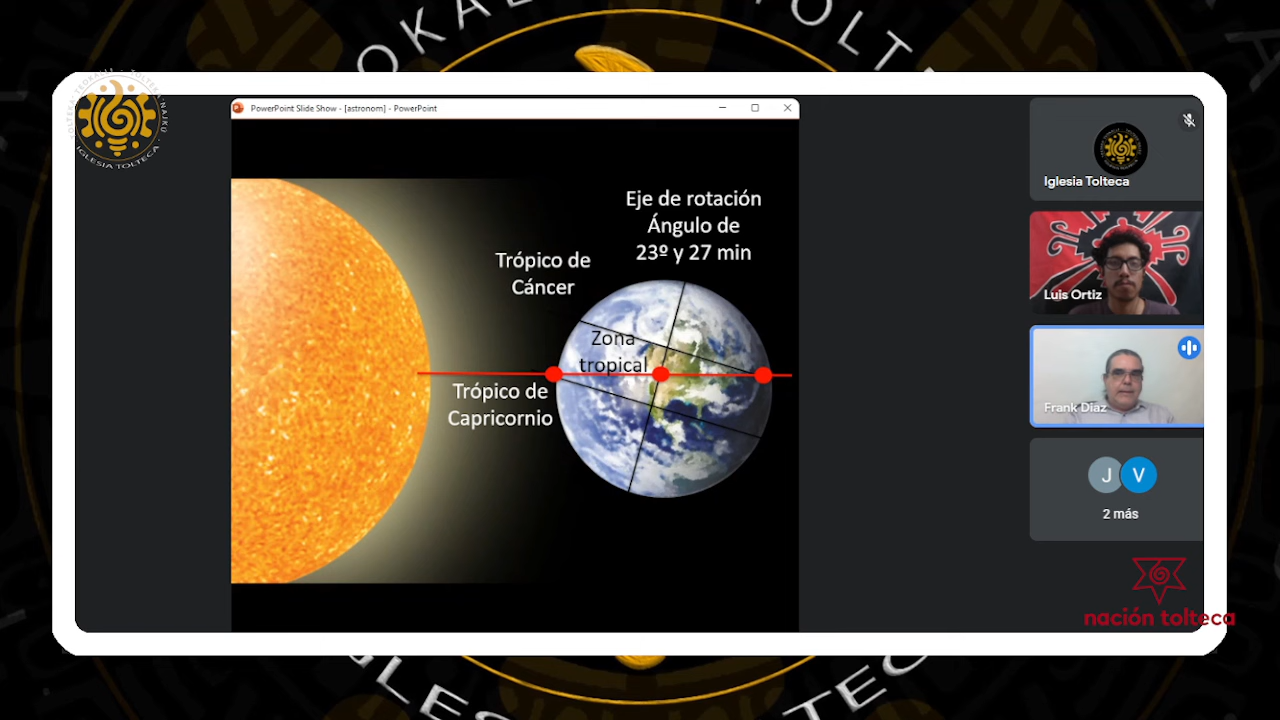 PowerPoint Slide Show - [astronom] - PowerPoint
Eje de rotación
Ángulo de
23º y 27 min
Trópico de
Cáncer
Zona
tropical
Trópico de
Capricornio
Iglesia Tolteca
Luis Ortiz
Frank Díaz
J V
2 más
nación tolteca
IGLESIA TOLTECA